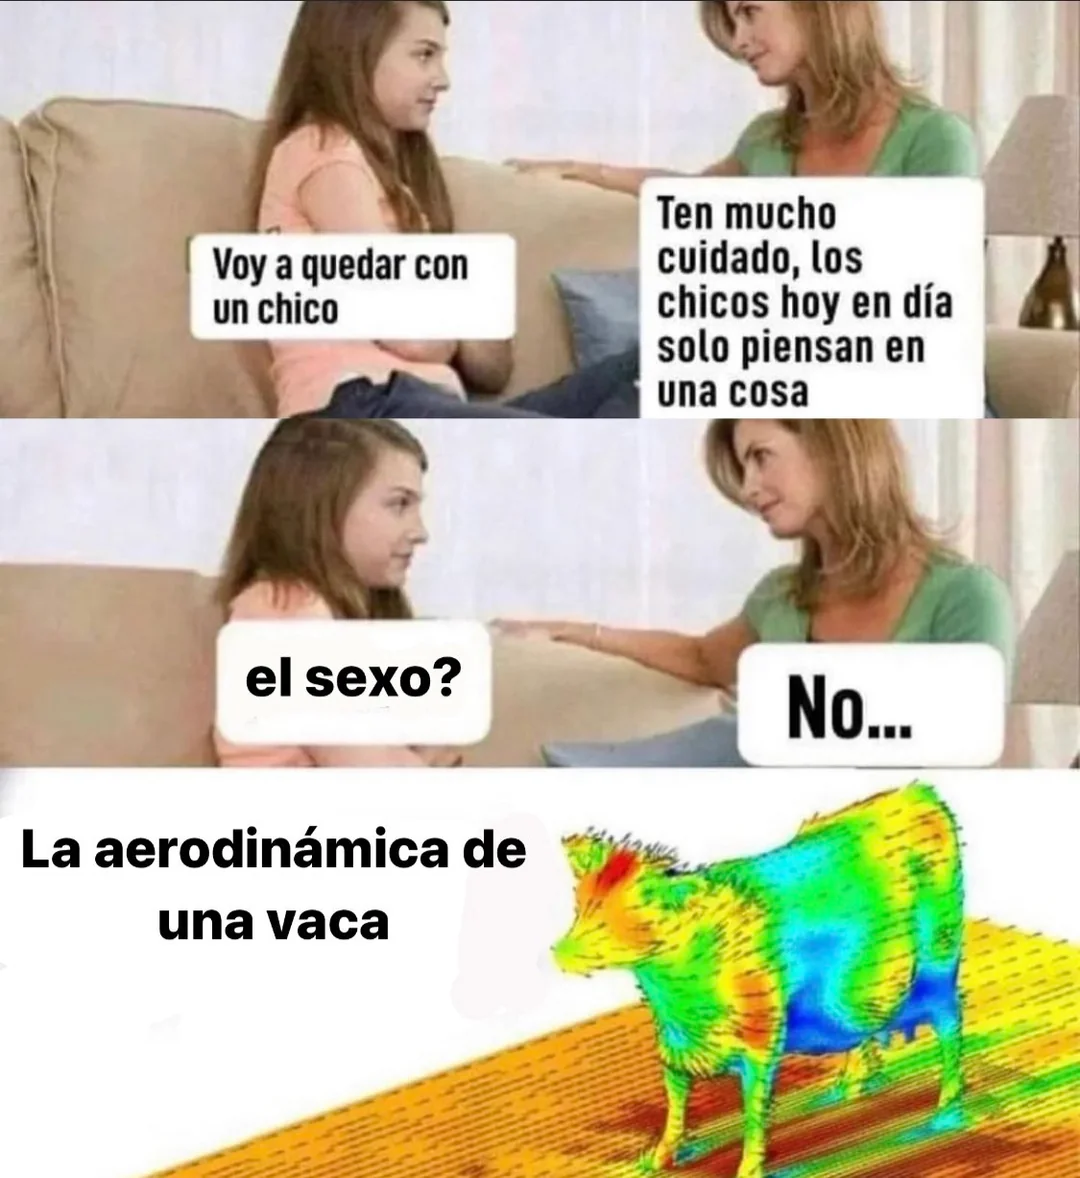 Voy a quedar con
un chico
Ten mucho
cuidado, los
chicos hoy en día
solo piensan en
una cosa
el sexo?
No...
La aerodinámica de
una vaca